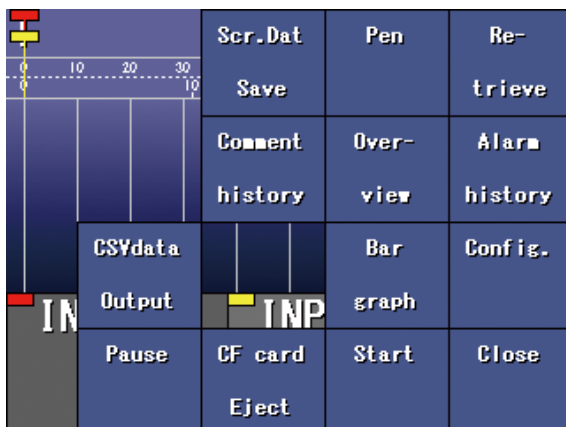 Scr.Dat Pen Re-
0 10 20 30
0 10
Save trieve
Comment Over- Alarm
history view history
CSVdata Bar Config.
Output graph
IN INP
Pause CF card Start Close
Eject